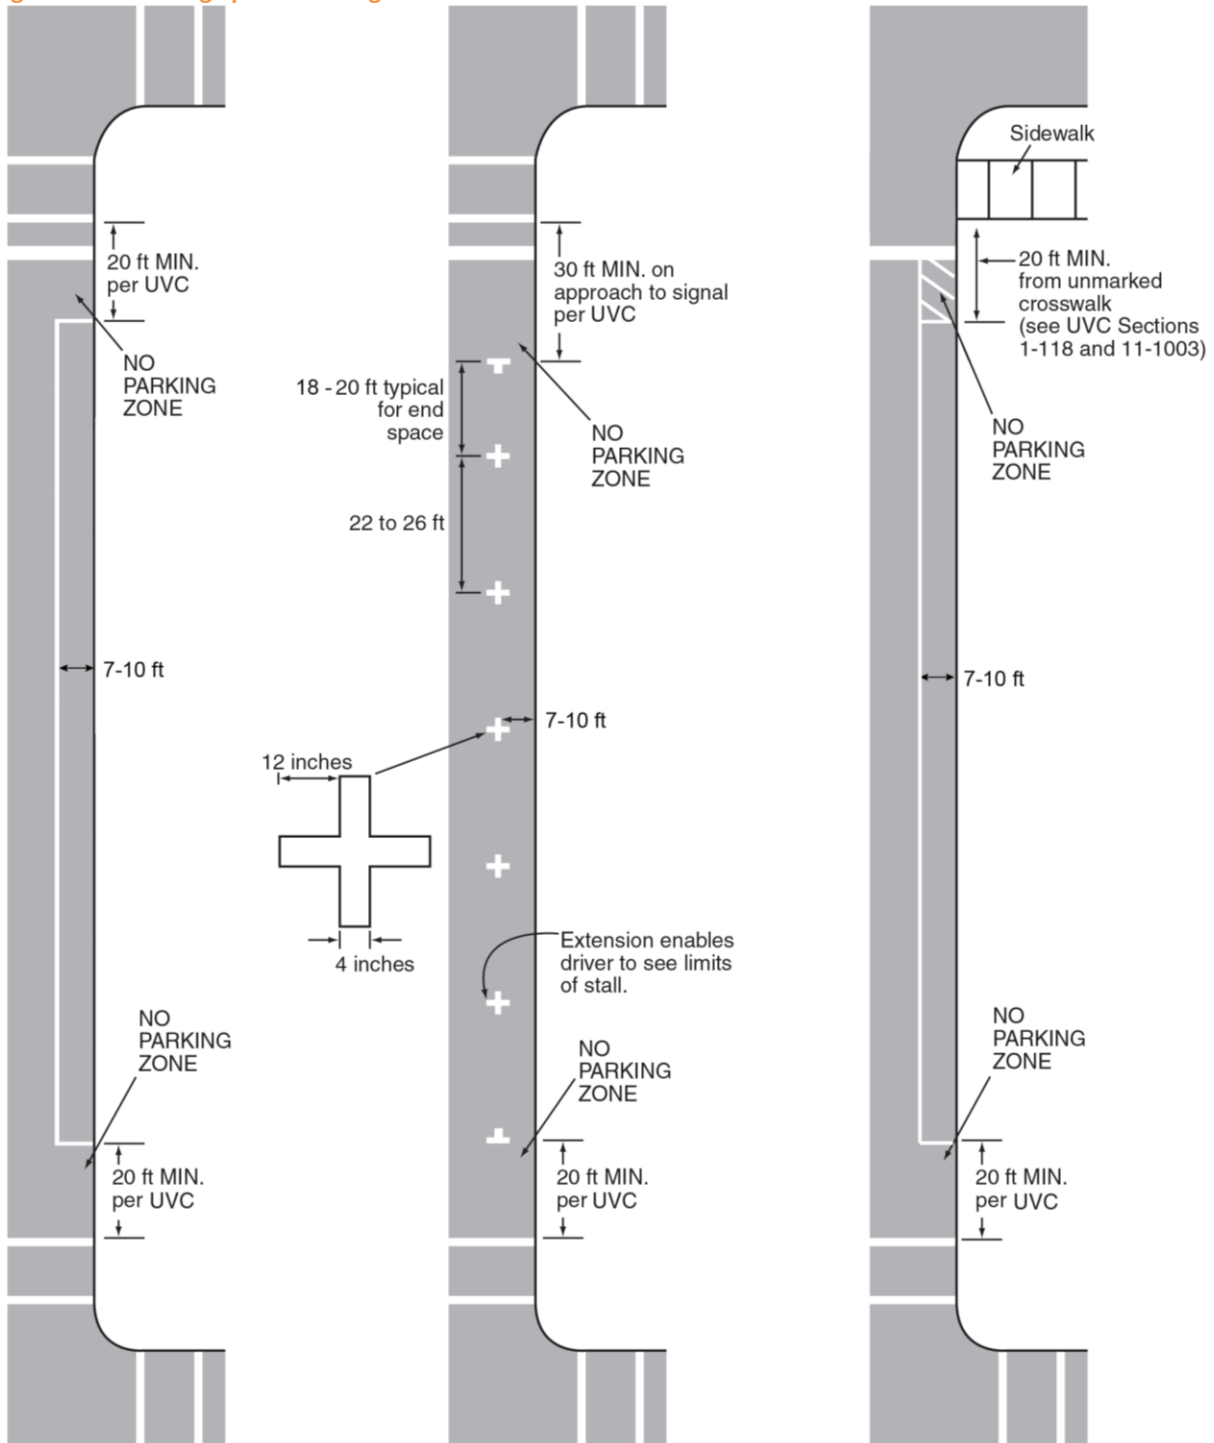 20 ft MIN.
per UVC
NO
PARKING
ZONE
7-10 ft
NO
PARKING
ZONE
20 ft MIN.
per UVC
30 ft MIN. on
approach to signal
per UVC
18 - 20 ft typical
for end
space
NO
PARKING
ZONE
22 to 26 ft
7-10 ft
12 inches
4 inches
Extension enables
driver to see limits
of stall.
NO
PARKING
ZONE
20 ft MIN.
per UVC
Sidewalk
20 ft MIN.
from unmarked
crosswalk
(see UVC Sections
1-118 and 11-1003)
NO
PARKING
ZONE
7-10 ft
NO
PARKING
ZONE
20 ft MIN.
per UVC